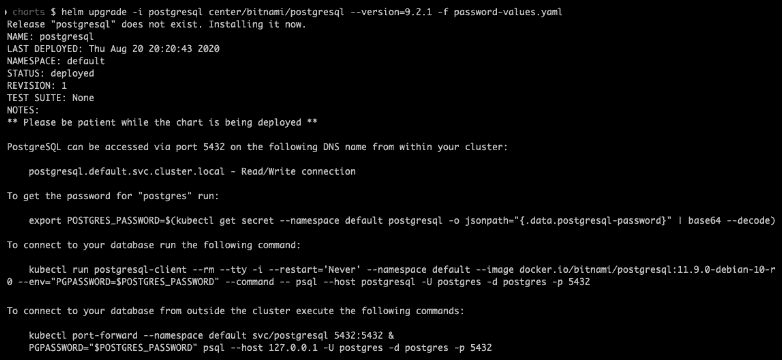 charts $ helm upgrade -i postgresql center/bitnami/postgresql --version=9.2.1 -f password-values.yaml
Release "postgresql" does not exist. Installing it now.
NAME: postgresql
LAST DEPLOYED: Thu Aug 20 20:20:43 2020
NAMESPACE: default
STATUS: deployed
REVISION: 1
TEST SUITE: None
NOTES:
** Please be patient while the chart is being deployed **
PostgreSQL can be accessed via port 5432 on the following DNS name from within your cluster:
postgresql.default.svc.cluster.local - Read/Write connection
To get the password for "postgres" run:
export POSTGRES_PASSWORD=$(kubectl get secret --namespace default postgresql -o jsonpath="{.data.postgresql-password}" | base64 --decode)
To connect to your database run the following command:
kubectl run postgresql-client --rm --tty -i --restart='Never' --namespace default --image docker.io/bitnami/postgresql:11.9.0-debian-10-r
0 --env="PGPASSWORD=$POSTGRES_PASSWORD" --command -- psql --host postgresql -U postgres -d postgres -p 5432
To connect to your database from outside the cluster execute the following commands:
kubectl port-forward --namespace default svc/postgresql 5432:5432 &
PGPASSWORD="$POSTGRES_PASSWORD" psql --host 127.0.0.1 -U postgres -d postgres -p 5432